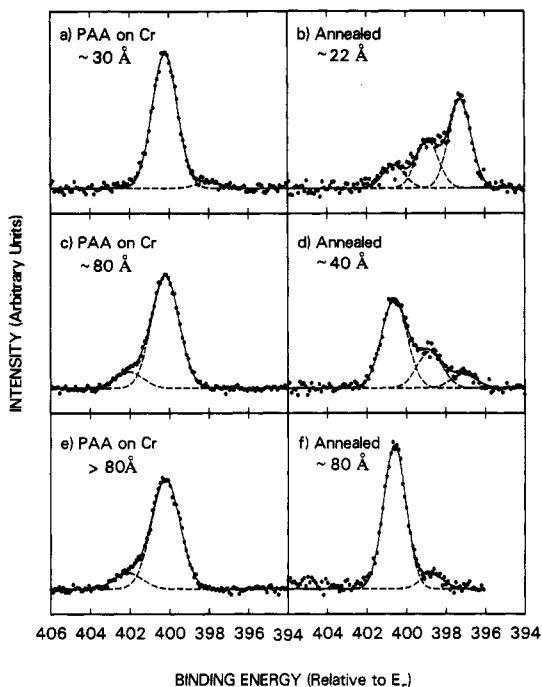 a) PAA on Cr
~ 30 Å
b) Annealed
~ 22 Å
c) PAA on Cr
~ 80 Å
d) Annealed
~ 40 Å
e) PAA on Cr
> 80Å
f) Annealed
~ 80 Å
INTENSITY (Arbitrary Units)
406 404 402 400 398 396 394 404 402 400 398 396 394
BINDING ENERGY (Relative to EF)